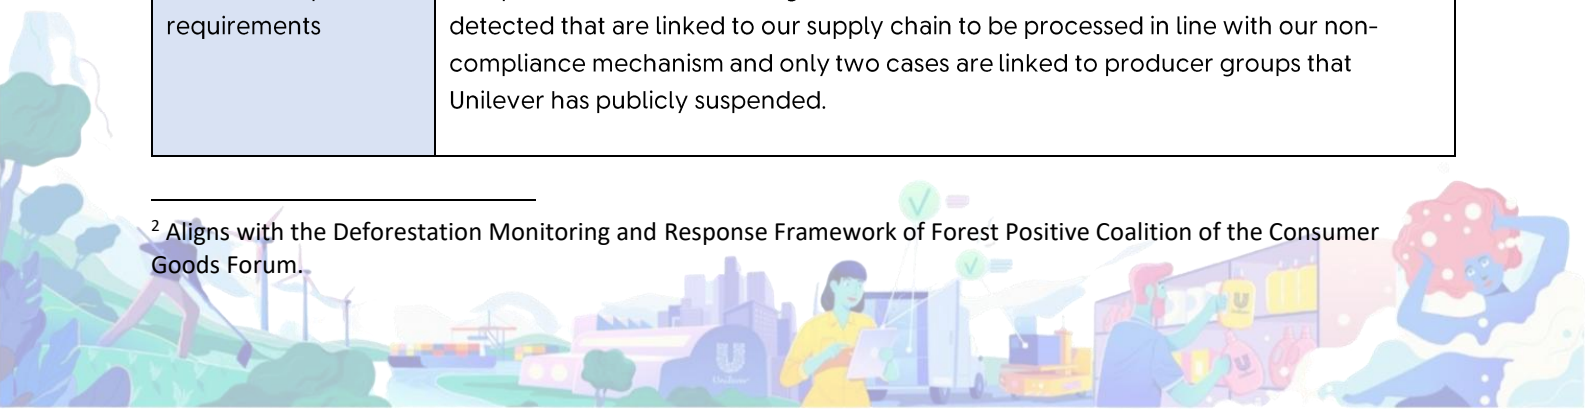 requirements
detected that are linked to our supply chain to be processed in line with our non-
compliance mechanism and only two cases are linked to producer groups that
Unilever has publicly suspended.
2 Aligns with the Deforestation Monitoring and Response Framework of Forest Positive Coalition of the Consumer
Goods Forum.
Unilever